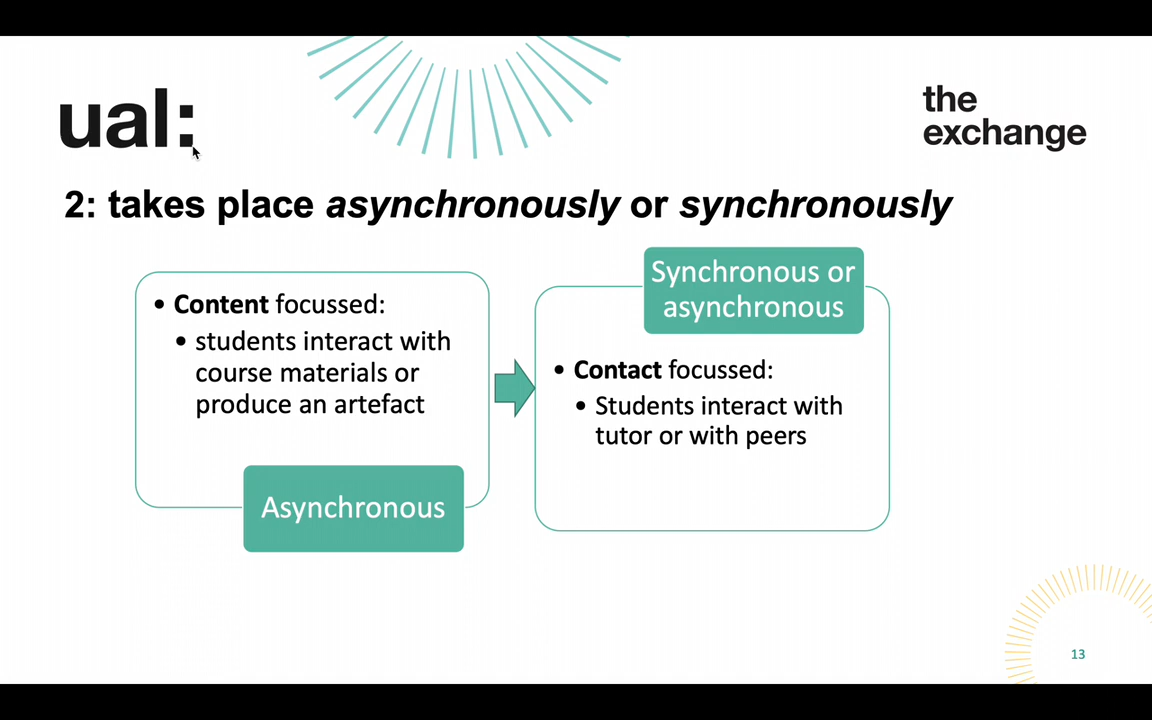 ual:
the
exchange
2: takes place asynchronously or synchronously
• Content focussed:
• students interact with
course materials or
produce an artefact
Asynchronous
Synchronous or
asynchronous
• Contact focussed:
• Students interact with
tutor or with peers
13